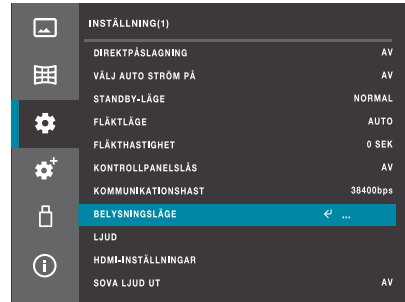 INSTÄLLNING(1)
DIREKTPÅSLAGNING AV
VÄLJ AUTO STRÖM PÅ AV
STANDBY-LÄGE NORMAL
FLÄKTLÄGE AUTO
FLÄKTHASTIGHET 0 SEK
KONTROLLPANELSLÅS AV
KOMMUNIKATIONSHAST 38400bps
BELYSNINGSLÄGE ...
LJUD
HDMI-INSTÄLLNINGAR
SOVA LJUD UT AV